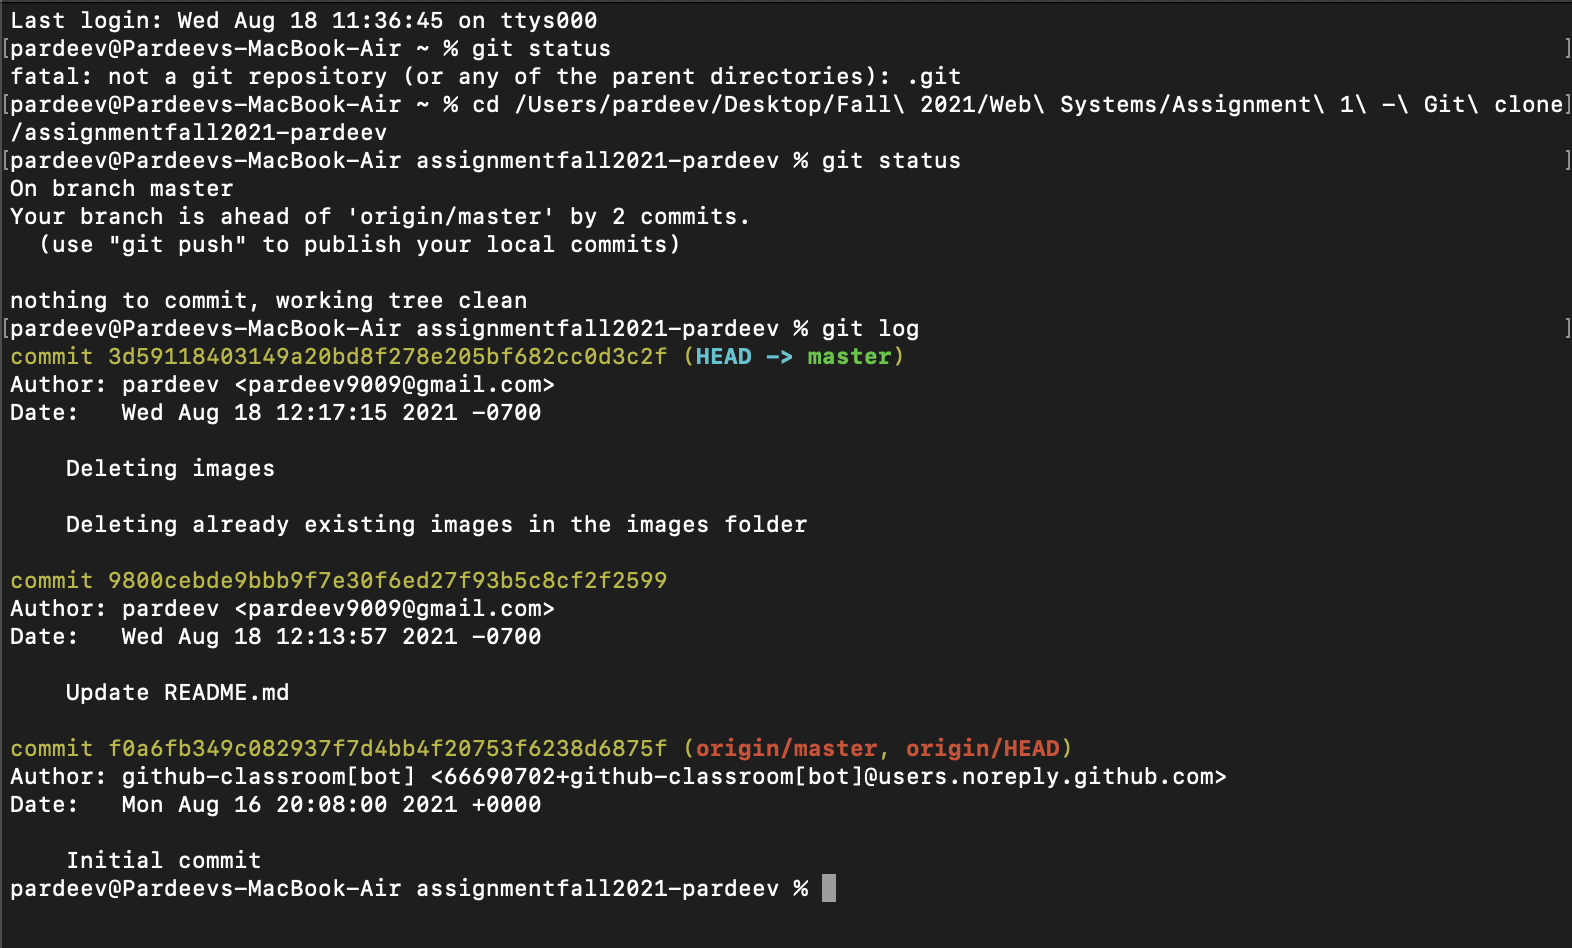 Last login: Wed Aug 18 11:36:45 on ttys000
[pardeev@Pardeevs-MacBook-Air ~ % git status ]
fatal: not a git repository (or any of the parent directories): .git
[pardeev@Pardeevs-MacBook-Air ~ % cd /Users/pardeev/Desktop/Fall\ 2021/Web\ Systems/Assignment\ 1\ -\ Git\ clone]
/assignmentfall2021-pardeev
[pardeev@Pardeevs-MacBook-Air assignmentfall2021-pardeev % git status ]
On branch master
Your branch is ahead of 'origin/master' by 2 commits.
  (use "git push" to publish your local commits)

nothing to commit, working tree clean
[pardeev@Pardeevs-MacBook-Air assignmentfall2021-pardeev % git log ]
commit 3d59118403149a20bd8f278e205bf682cc0d3c2f (HEAD -> master)
Author: pardeev <pardeev9009@gmail.com>
Date:   Wed Aug 18 12:17:15 2021 -0700

    Deleting images

    Deleting already existing images in the images folder

commit 9800cebde9bbb9f7e30f6ed27f93b5c8cf2f2599
Author: pardeev <pardeev9009@gmail.com>
Date:   Wed Aug 18 12:13:57 2021 -0700

    Update README.md

commit f0a6fb349c082937f7d4bb4f20753f6238d6875f (origin/master, origin/HEAD)
Author: github-classroom[bot] <66690702+github-classroom[bot]@users.noreply.github.com>
Date:   Mon Aug 16 20:08:00 2021 +0000

    Initial commit
pardeev@Pardeevs-MacBook-Air assignmentfall2021-pardeev %